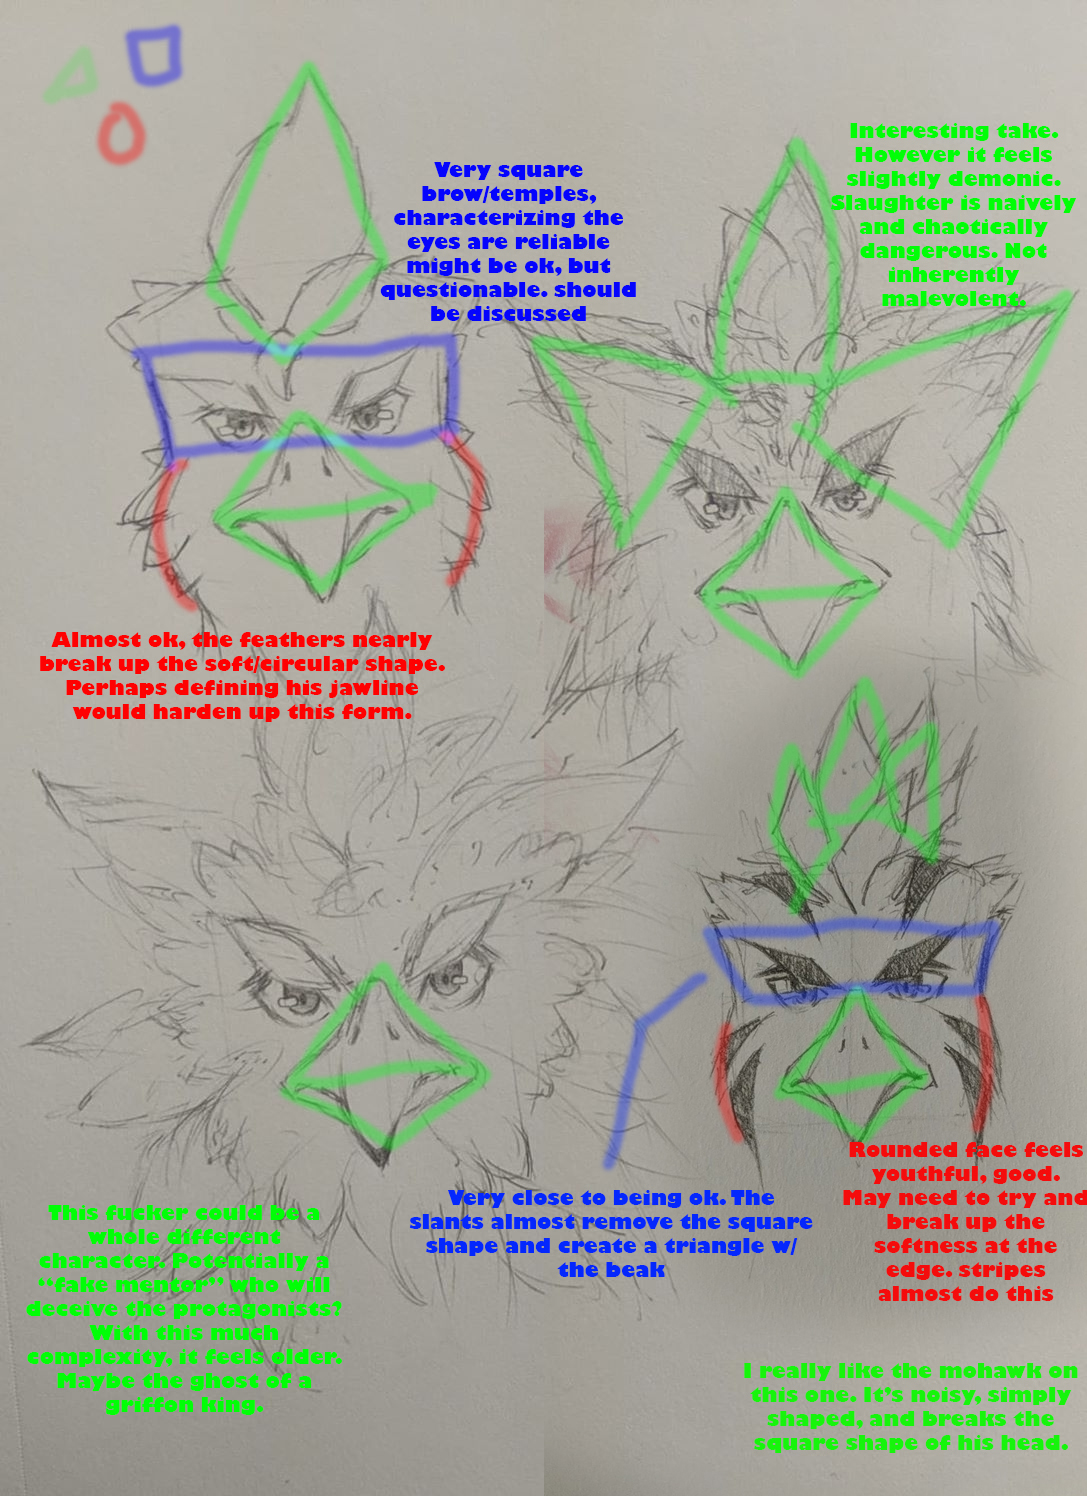 Very square
brow/temples,
characterizing the
eyes are reliable
might be ok, but
questionable. should
be discussed
Interesting take.
However it feels
slightly demonic.
Slaughter is naively
and chaotically
dangerous. Not
inherently
malevolent.
Almost ok, the feathers nearly
break up the soft/circular shape.
Perhaps defining his jawline
would harden up this form.
This fucker could be a
whole different
character. Potentially a
“fake mentor” who will
deceive the protagonists?
With this much
complexity, it feels older.
Maybe the ghost of a
griffon king.
Very close to being ok. The
slants almost remove the square
shape and create a triangle w/
the beak
Rounded face feels
youthful, good.
May need to try and
break up the
softness at the
edge. stripes
almost do this
I really like the mohawk on
this one. It's noisy, simply
shaped, and breaks the
square shape of his head.